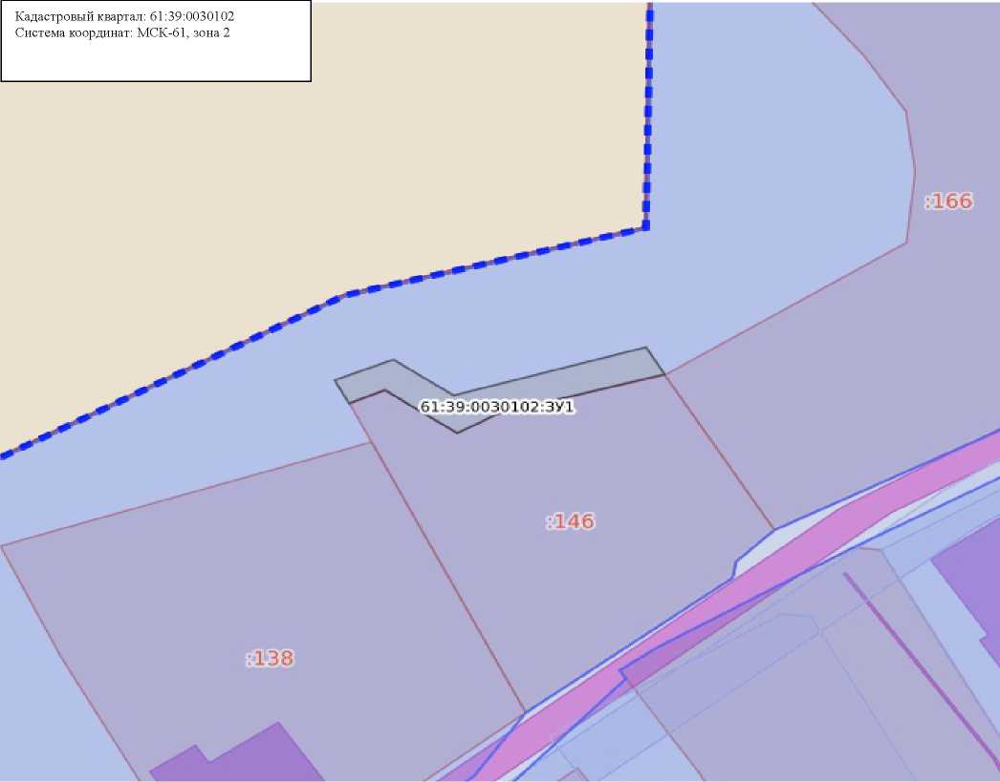 Кадастровый квартал: 61:39:0030102
Система координат: МСК-61, зона 2
:166
61:39:0030102:ЗУ1
:146
:138